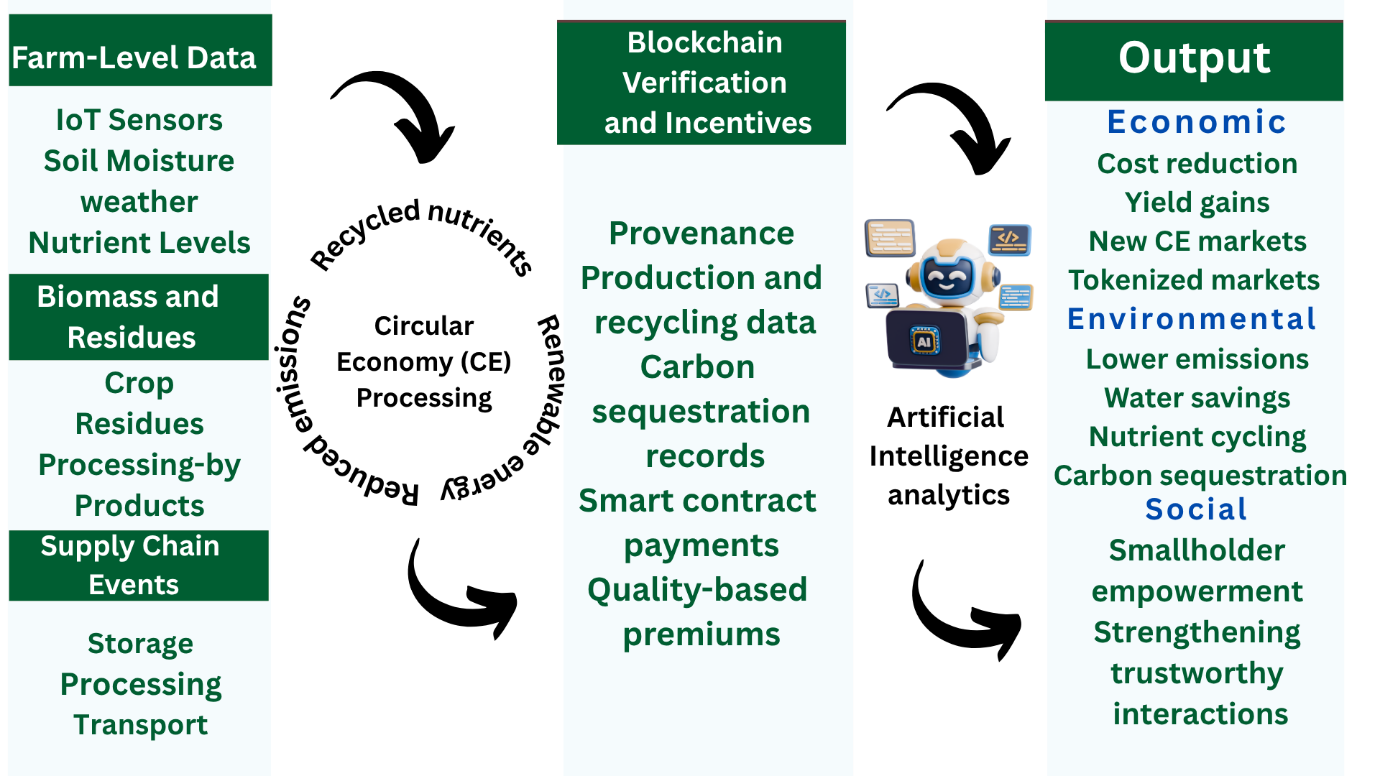 Farm-Level Data
IoT Sensors
Soil Moisture
weather
Nutrient Levels
Biomass and
Residues
Crop
Residues
Processing-by
Products
Supply Chain
Events
Storage
Processing
Transport
Recycled nutrients
Renewable energy
Reduced emissions
Circular
Economy (CE)
Processing
Blockchain
Verification
and Incentives
Provenance
Production and
recycling data
Carbon
sequestration
records
Smart contract
payments
Quality-based
premiums
</>
</>
AI
Artificial
Intelligence
analytics
Output
Economic
Cost reduction
Yield gains
New CE markets
Tokenized markets
Environmental
Lower emissions
Water savings
Nutrient cycling
Carbon sequestration
Social
Smallholder
empowerment
Strengthening
trustworthy
interactions